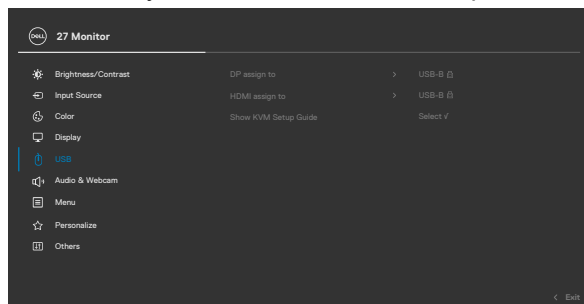 DELL 27 Monitor
Brightness/Contrast
Input Source
Color
Display
USB
Audio & Webcam
Menu
Personalize
Others
DP assign to > USB-B
HDMI assign to > USB-B
Show KVM Setup Guide Select √
< Exit